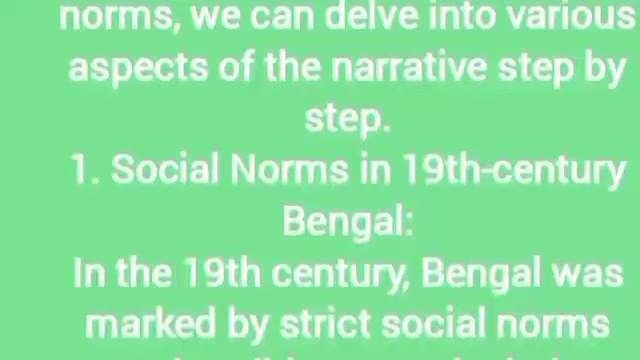 norms, we can delve into various
aspects of the narrative step by
step.
1. Social Norms in 19th-century
Bengal:
In the 19th century, Bengal was
marked by strict social norms